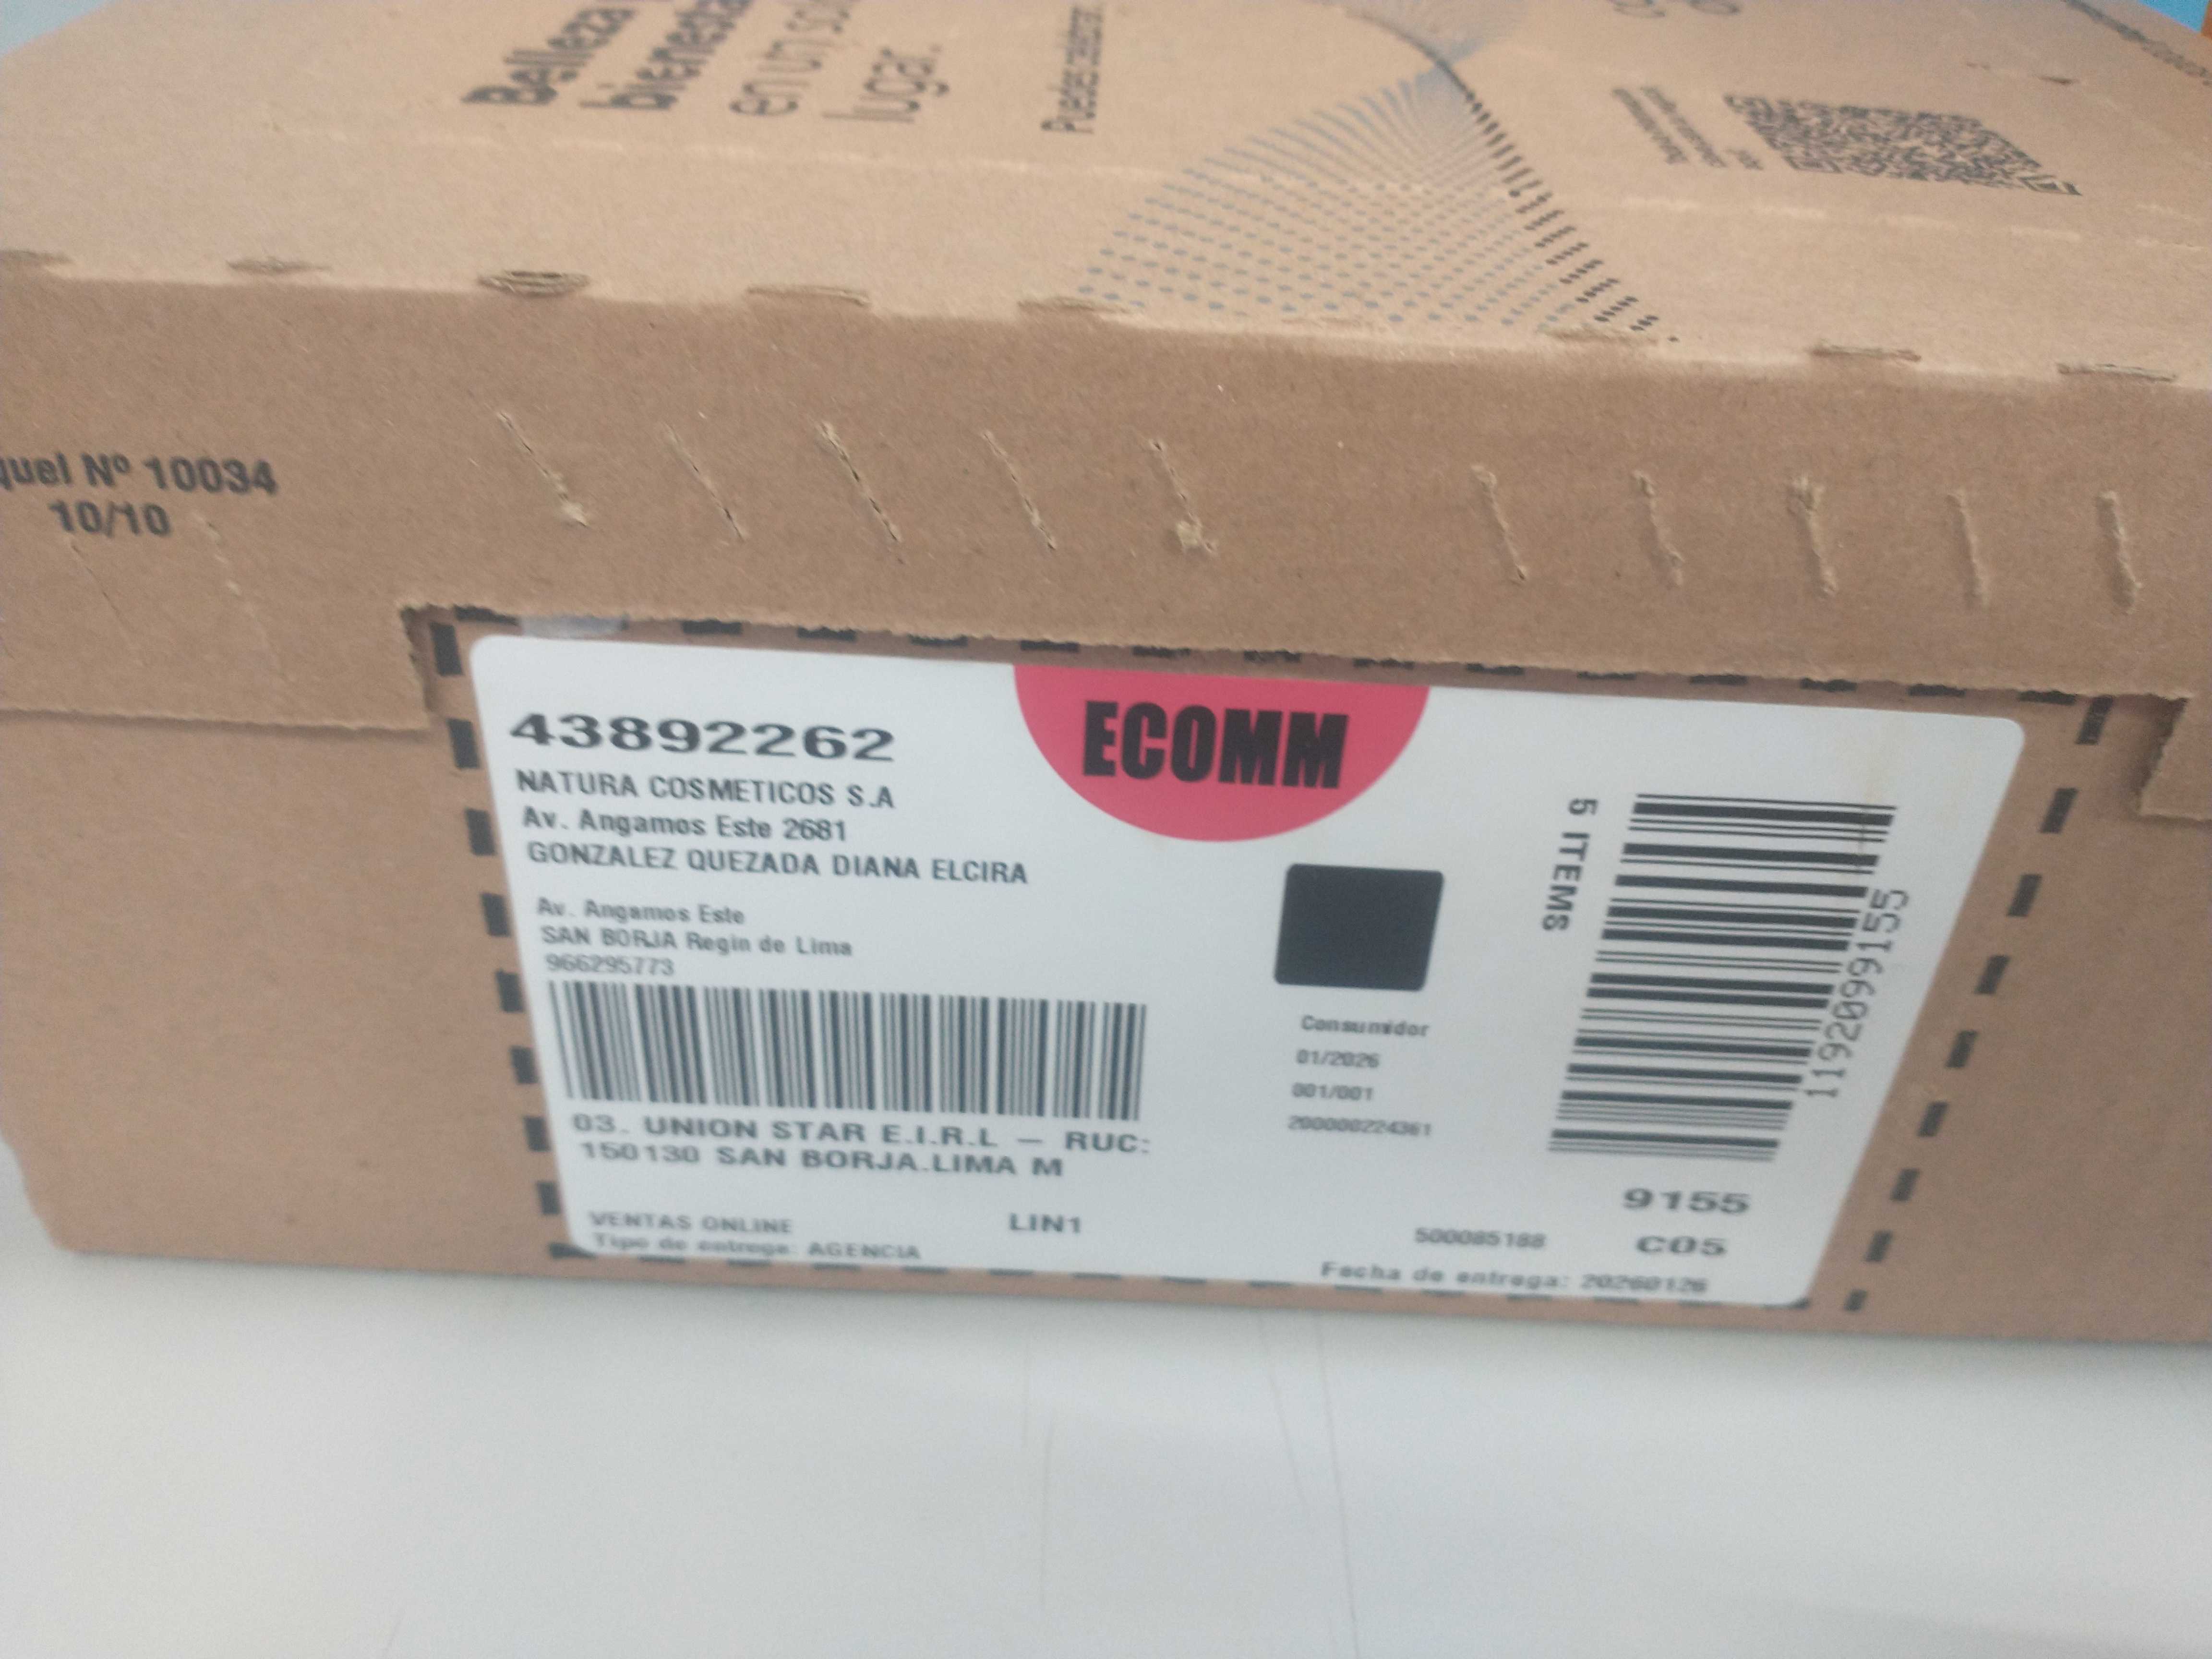 Belleza
bienesta
en un solo
lugar.
Puedes celebrar.
quel Nº 10034
10/10
ECOMM
43892262
NATURA COSMETICOS S.A
Av. Angamos Este 2681
GONZALEZ QUEZADA DIANA ELCIRA
Av. Angamos Este
SAN BORJA Regin de Lima
966295773
03. UNION STAR E.I.R.L – RUC:
150130 SAN BORJA.LIMA M
VENTAS ONLINE
LIN1
Tipo de entrega: AGENCIA
Consumidor
01/2026
001/001
200000224361
5 ITEMS
1192099155
9155
500085188
C05
Fecha de entrega: 20260126